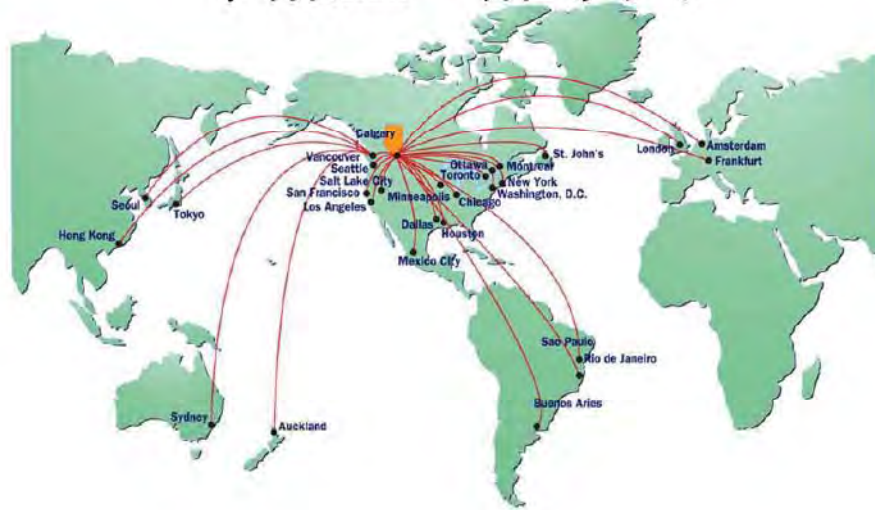 Calgary
Vancouver
Seattle
Salt Lake City
San Francisco
Los Angeles
Minneapolis
Chicago
Ottawa
Toronto
Montreal
New York
Washington, D.C.
St. John's
Dallas
Houston
Mexico City
London
Amsterdam
Frankfurt
Seoul
Tokyo
Hong Kong
Sydney
Auckland
Sao Paulo
Rio de Janeiro
Buenos Aries